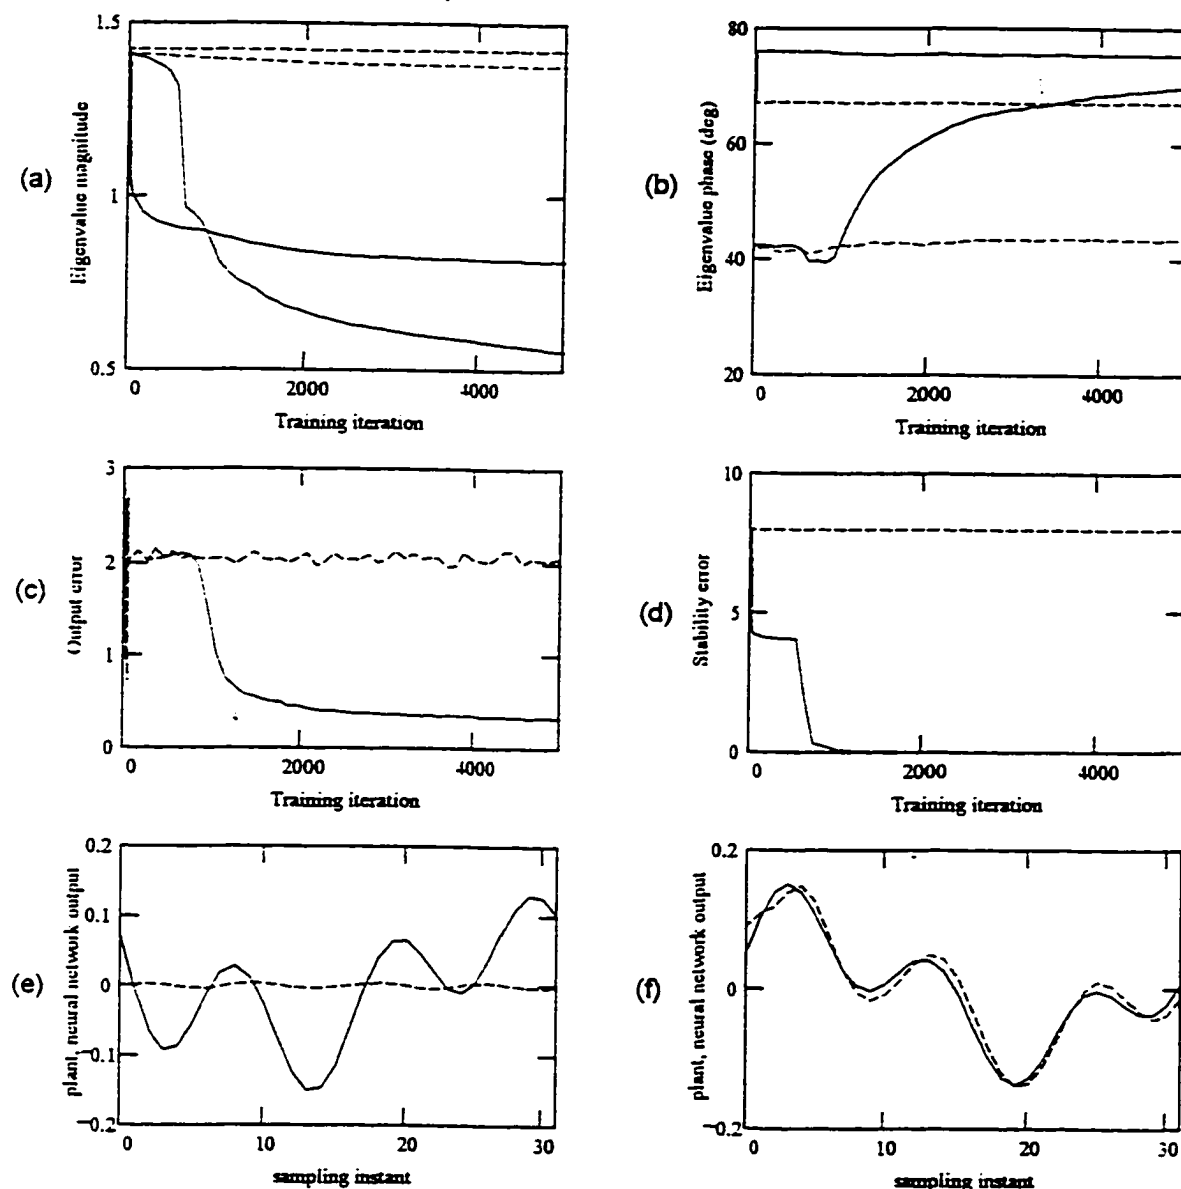 (a)
Eigenvalue magnitude
1.5
1
0.5
0
2000
4000
Training iteration
(b)
Eigenvalue phase (deg)
80
60
40
20
0
2000
4000
Training iteration
(c)
Output error
3
2
1
0
0
2000
4000
Training iteration
(d)
Stability error
10
5
0
0
2000
4000
Training iteration
(e)
plant, neural network output
0.2
0.1
0
-0.1
-0.2
0
10
20
30
sampling instant
(f)
plant, neural network output
0.2
0
-0.2
0
10
20
30
sampling instant